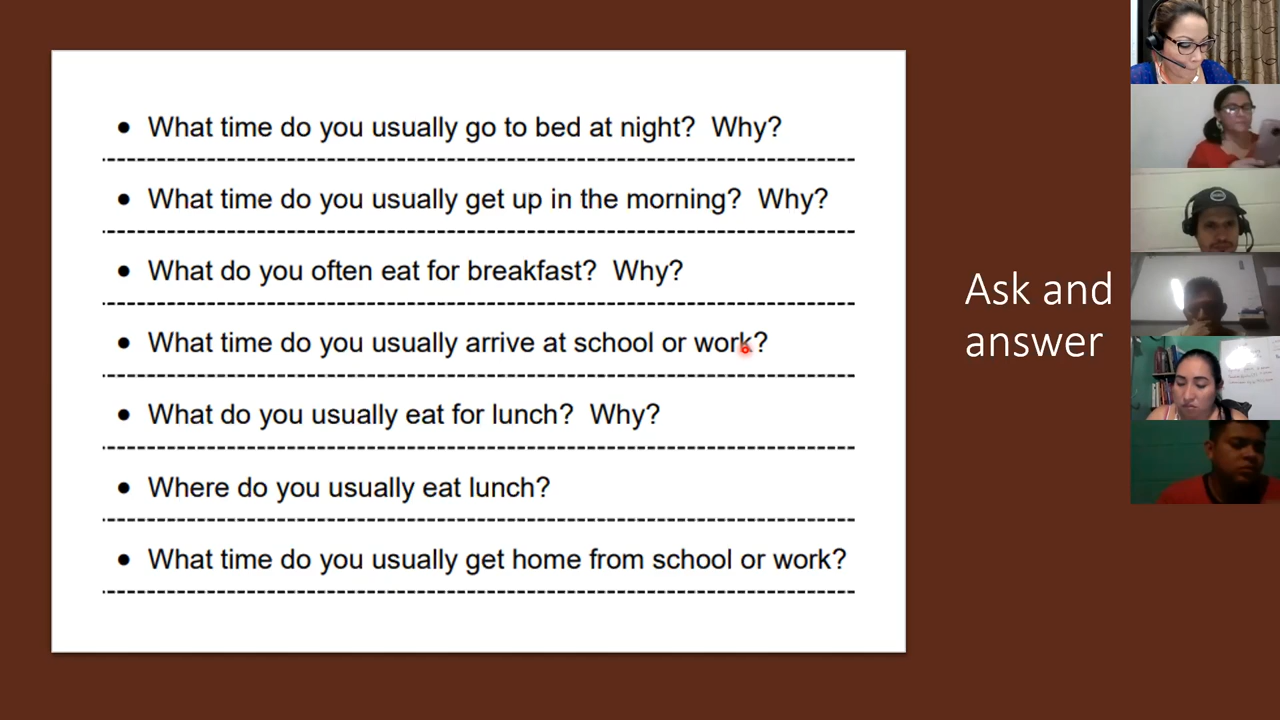 • What time do you usually go to bed at night? Why?
• What time do you usually get up in the morning? Why?
• What do you often eat for breakfast? Why?
• What time do you usually arrive at school or work?
• What do you usually eat for lunch? Why?
• Where do you usually eat lunch?
• What time do you usually get home from school or work?
Ask and
answer